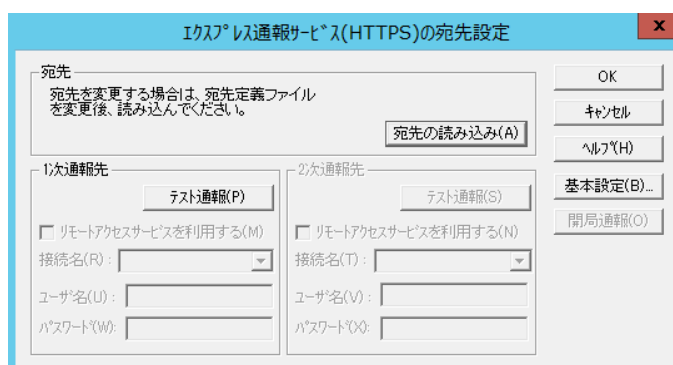 ｴｸｽﾌﾟﾚｽ通報ｻｰﾋﾞｽ(HTTPS)の宛先設定
x
宛先
宛先を変更する場合は、宛先定義ファイル
を変更後、読み込んでください。
宛先の読み込み(A)
OK
ｷｬﾝｾﾙ
ﾍﾙﾌﾟ(H)
基本設定(B)...
開局通報(O)
1次通報先
テスト通報(P)
リモートアクセスサービスを利用する(M)
接続名(R) :
ユーザ名(U) :
ﾊﾟｽﾜｰﾄﾞ(W):
2次通報先
テスト通報(S)
リモートアクセスサービスを利用する(N)
接続名(T) :
ユーザ名(V) :
ﾊﾟｽﾜｰﾄﾞ(X):